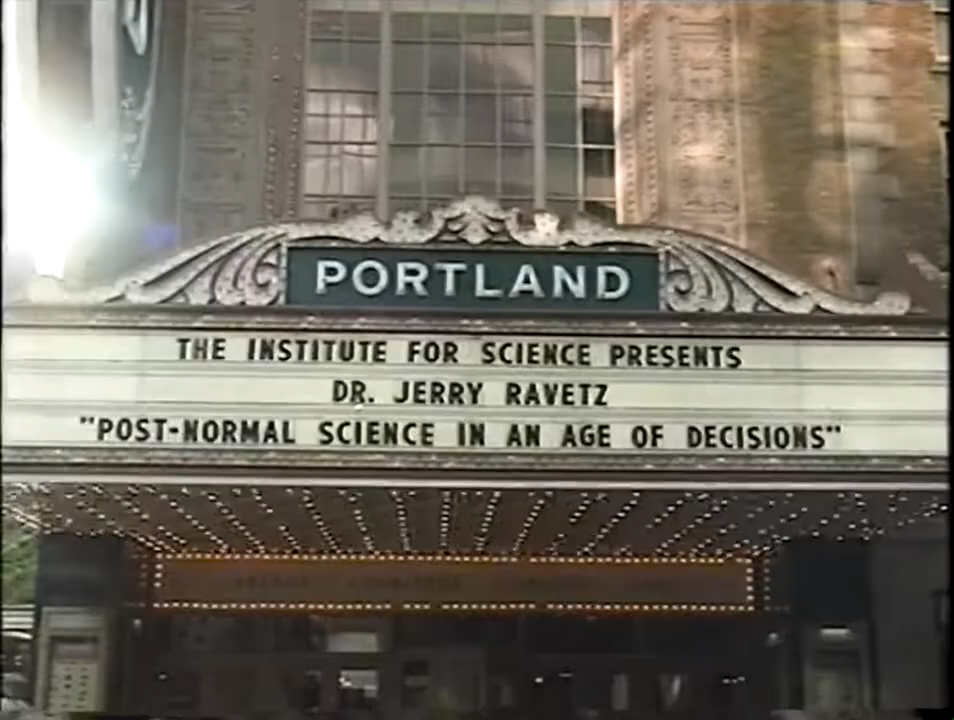 PORTLAND
THE INSTITUTE FOR SCIENCE PRESENTS
DR. JERRY RAVETZ
"POST-NORMAL SCIENCE IN AN AGE OF DECISIONS"